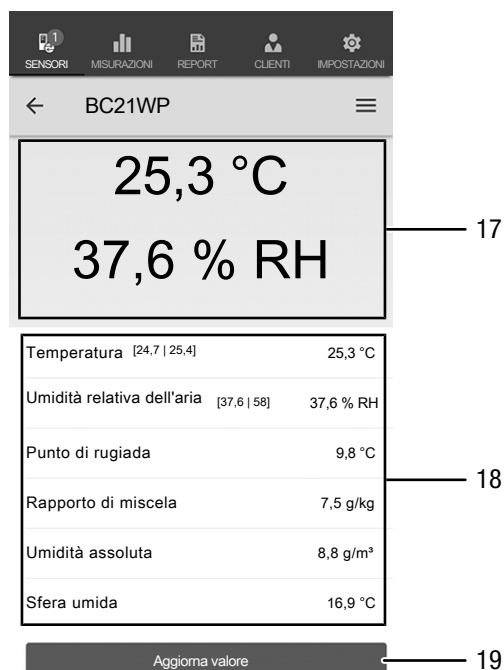 1
SENSORI MISURAZIONI REPORT CLIENTI IMPOSTAZIONI
BC21WP
25,3 °C
37,6 % RH
17
Temperatura [24,7 | 25,4] 25,3 °C
Umidità relativa dell'aria [37,6 | 58] 37,6 % RH
Punto di rugiada 9,8 °C
18
Rapporto di miscela 7,5 g/kg
Umidità assoluta 8,8 g/m³
Sfera umida 16,9 °C
Aggiorna valore 19